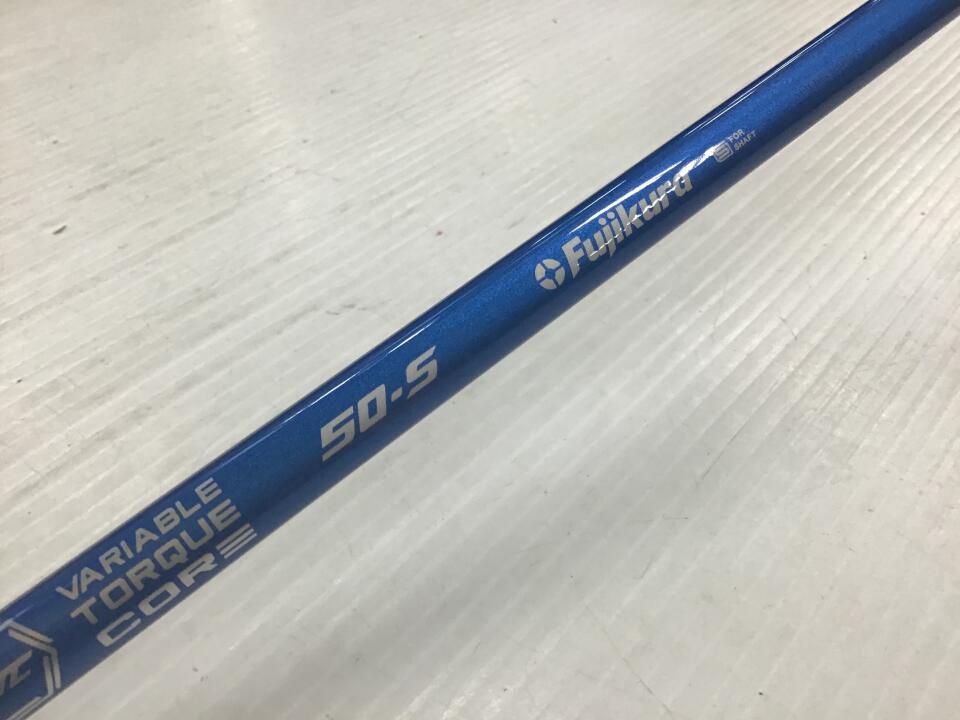 VARIABLE
TORQUE
CORE
50-S
Fujikura
S FOR
SHAFT